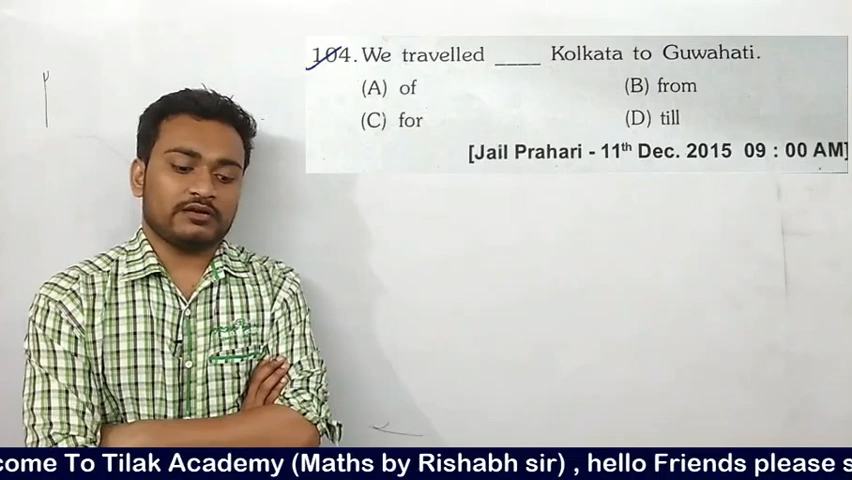 104. We travelled ____ Kolkata to Guwahati.
(A) of (B) from
(C) for (D) till
[Jail Prahari - 11th Dec. 2015 09 : 00 AM]
come To Tilak Academy (Maths by Rishabh sir) , hello Friends please s